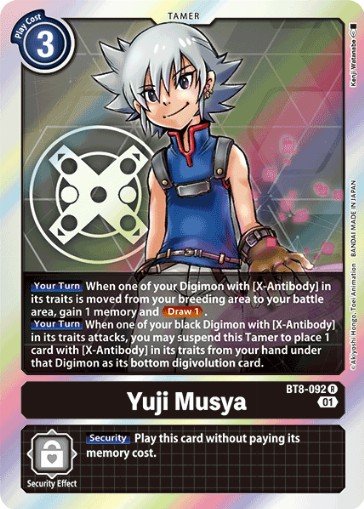 TAMER
Play Cost
3
Kenji Watanabe
Your Turn When one of your Digimon with [X-Antibody] in
its traits is moved from your breeding area to your battle
area, gain 1 memory and Draw 1.
Your Turn When one of your black Digimon with [X-Antibody]
in its traits attacks, you may suspend this Tamer to place 1
card with [X-Antibody] in its traits from your hand under
that Digimon as its bottom digivolution card.
©Akiyoshi Hongo, Toei Animation BANDAI MADE IN JAPAN
BT8-092 R
Yuji Musya
01
Security Play this card without paying its
memory cost.
Security Effect